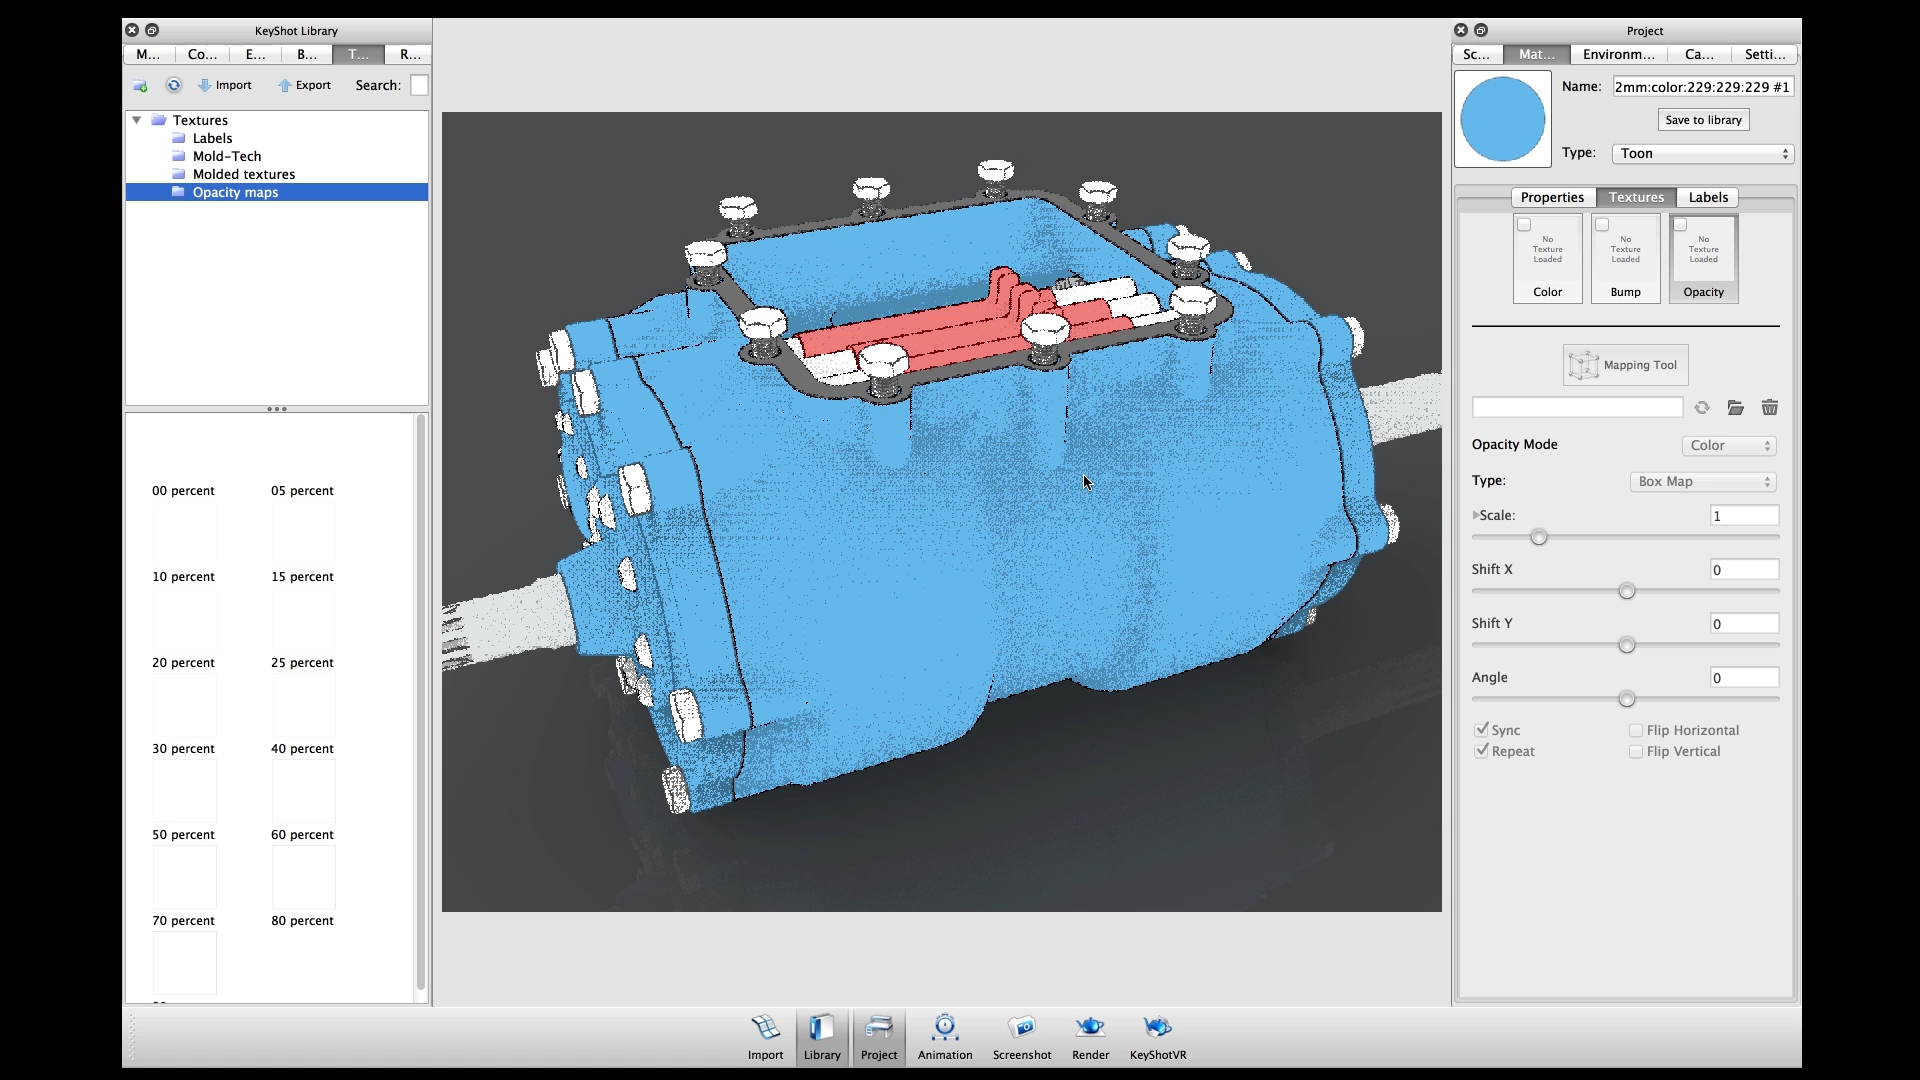 KeyShot Library
M... Co... E... B... T... R...
Import Export Search:
Textures
Labels
Mold-Tech
Molded textures
Opacity maps
00 percent 05 percent
10 percent 15 percent
20 percent 25 percent
30 percent 40 percent
50 percent 60 percent
70 percent 80 percent
Project
Sc... Mat... Environm... Ca... Setti...
Name: 2mm:color:229:229:229 #1
Save to library
Type: Toon
Properties Textures Labels
No Texture Loaded No Texture Loaded No Texture Loaded
Color Bump Opacity
Mapping Tool
Opacity Mode Color
Type: Box Map
Scale: 1
Shift X 0
Shift Y 0
Angle 0
Sync Flip Horizontal
Repeat Flip Vertical
Import Library Project Animation Screenshot Render KeyShotVR